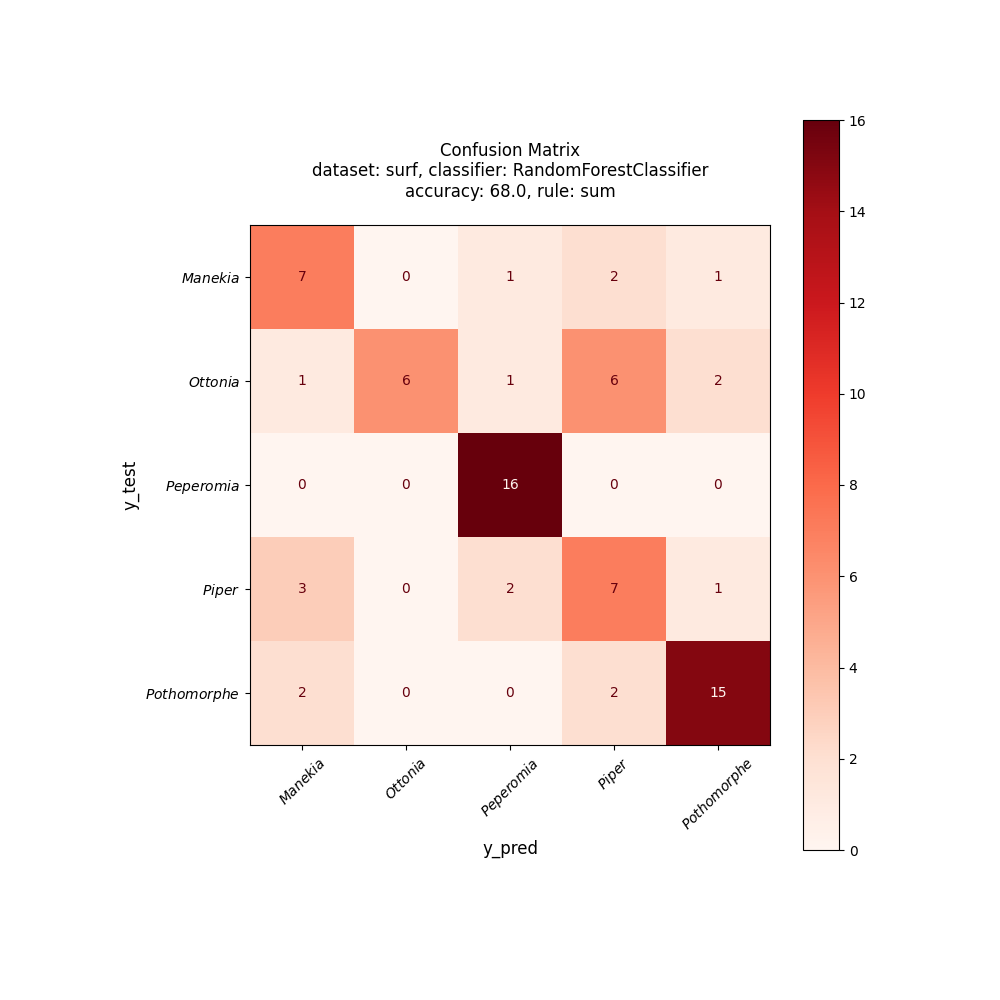 Confusion Matrix
dataset: surf, classifier: RandomForestClassifier
accuracy: 68.0, rule: sum
y_test
Manekia 7 0 1 2 1
Ottonia 1 6 1 6 2
Peperomia 0 0 16 0 0
Piper 3 0 2 7 1
Pothomorphe 2 0 0 2 15
Manekia Ottonia Peperomia Piper Pothomorphe
y_pred
16
14
12
10
8
6
4
2
0